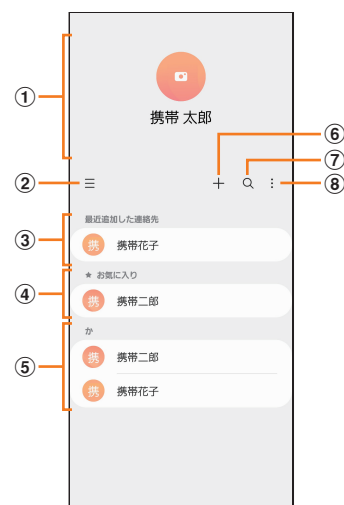 ①
携帯 太郎
⑥
⑦
②
⑧
最近追加した連絡先
③
携 携帯花子
★ お気に入り
④
携 携帯二郎
か
⑤
携 携帯二郎
携 携帯花子